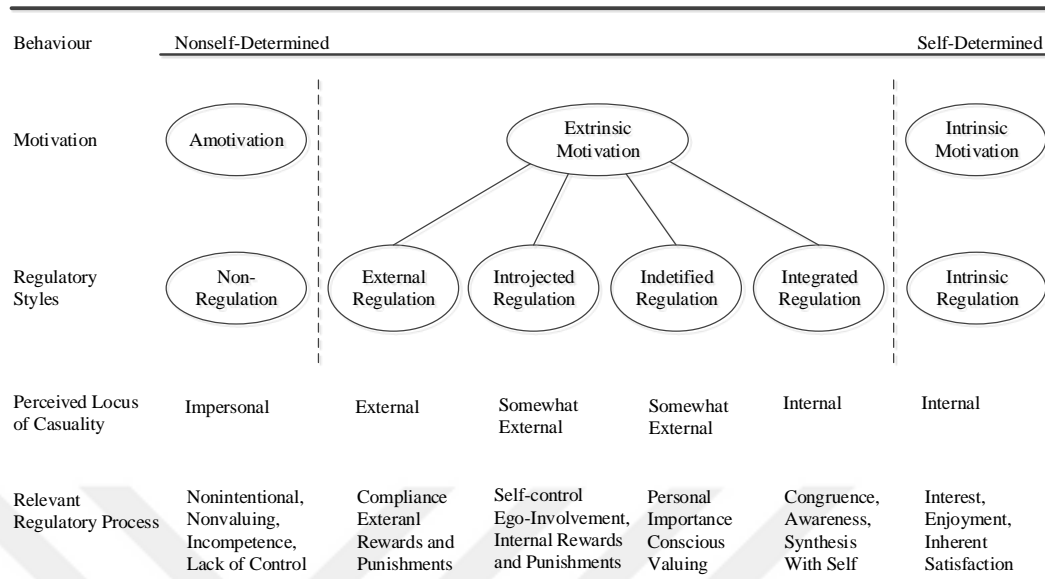 Behaviour Nonself-Determined Self-Determined
Motivation Amotivation Extrinsic Motivation Intrinsic Motivation
Regulatory Styles Non-Regulation External Regulation Introjected Regulation Indetified Regulation Integrated Regulation Intrinsic Regulation
Perceived Locus of Casuality Impersonal External Somewhat External Somewhat External Internal Internal
Relevant Regulatory Process
Nonintentional,
Nonvaluing,
Incompetence,
Lack of Control
Compliance
Exteranl
Rewards and
Punishments
Self-control
Ego-Involvement,
Internal Rewards
and Punishments
Personal
Importance
Conscious
Valuing
Congruence,
Awareness,
Synthesis
With Self
Interest,
Enjoyment,
Inherent
Satisfaction